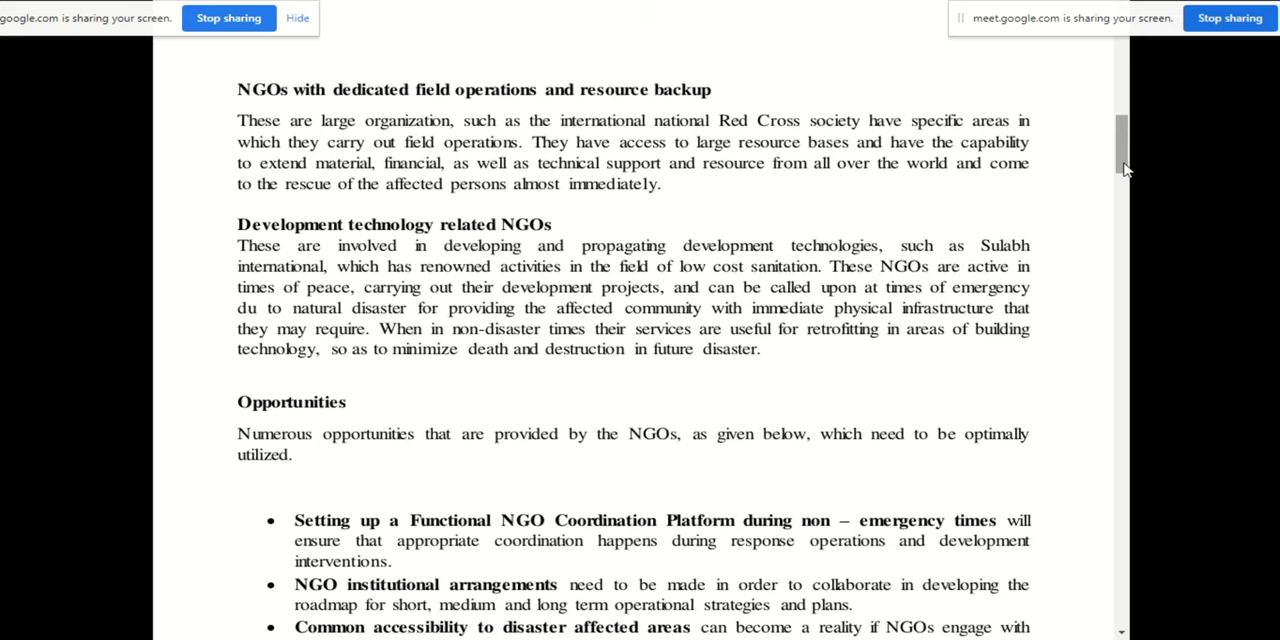 google.com is sharing your screen. Stop sharing Hide
meet.google.com is sharing your screen. Stop sharing
NGOs with dedicated field operations and resource backup
These are large organization, such as the international national Red Cross society have specific areas in
which they carry out field operations. They have access to large resource bases and have the capability
to extend material, financial, as well as technical support and resource from all over the world and come
to the rescue of the affected persons almost immediately.
Development technology related NGOs
These are involved in developing and propagating development technologies, such as Sulabh
international, which has renowned activities in the field of low cost sanitation. These NGOs are active in
times of peace, carrying out their development projects, and can be called upon at times of emergency
du to natural disaster for providing the affected community with immediate physical infrastructure that
they may require. When in non-disaster times their services are useful for retrofitting in areas of building
technology, so as to minimize death and destruction in future disaster.
Opportunities
Numerous opportunities that are provided by the NGOs, as given below, which need to be optimally
utilized.
• Setting up a Functional NGO Coordination Platform during non – emergency times will
ensure that appropriate coordination happens during response operations and development
interventions.
• NGO institutional arrangements need to be made in order to collaborate in developing the
roadmap for short, medium and long term operational strategies and plans.
• Common accessibility to disaster affected areas can become a reality if NGOs engage with